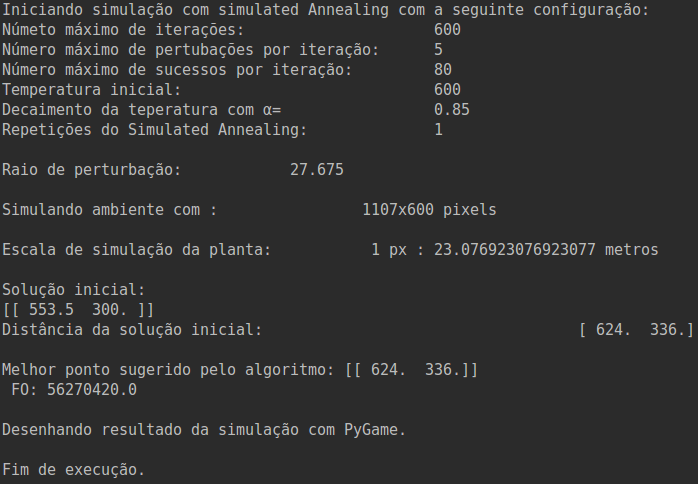 Iniciando simulação com simulated Annealing com a seguinte configuração:
Númeto máximo de iterações: 600
Número máximo de pertubações por iteração: 5
Número máximo de sucessos por iteração: 80
Temperatura inicial: 600
Decaimento da teperatura com α= 0.85
Repetições do Simulated Annealing: 1
Raio de perturbação: 27.675
Simulando ambiente com : 1107x600 pixels
Escala de simulação da planta: 1 px : 23.076923076923077 metros
Solução inicial:
[[ 553.5 300. ]]
Distância da solução inicial: [ 624. 336.]
Melhor ponto sugerido pelo algoritmo: [[ 624. 336.]]
FO: 56270420.0
Desenhando resultado da simulação com PyGame.
Fim de execução.